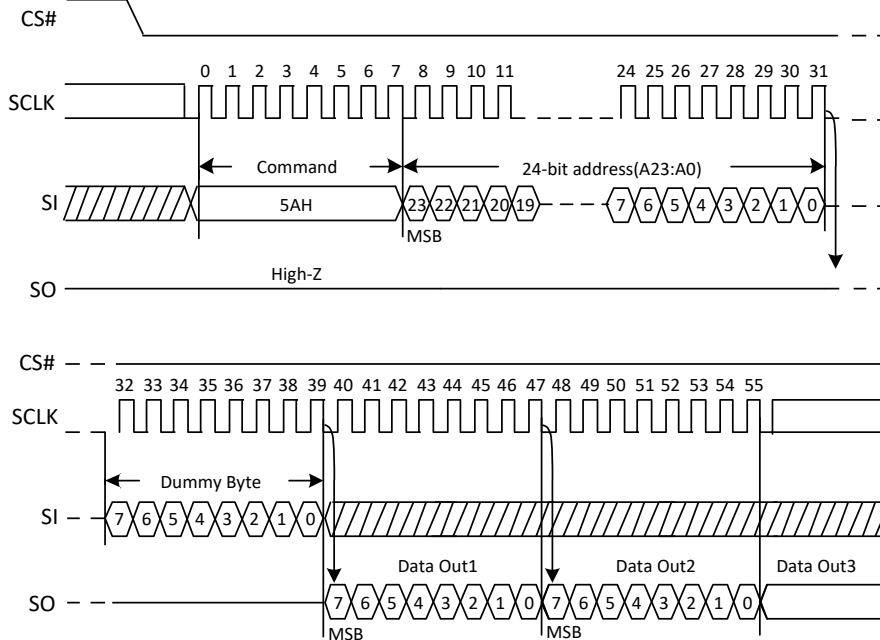 CS#
0 1 2 3 4 5 6 7 8 9 10 11 24 25 26 27 28 29 30 31
SCLK
Command 24-bit address(A23:A0)
SI 5AH 23 22 21 20 19 7 6 5 4 3 2 1 0
MSB
High-Z
SO
CS#
32 33 34 35 36 37 38 39 40 41 42 43 44 45 46 47 48 49 50 51 52 53 54 55
SCLK
Dummy Byte
SI 7 6 5 4 3 2 1 0
Data Out1 Data Out2 Data Out3
SO 7 6 5 4 3 2 1 0 7 6 5 4 3 2 1 0
MSB MSB